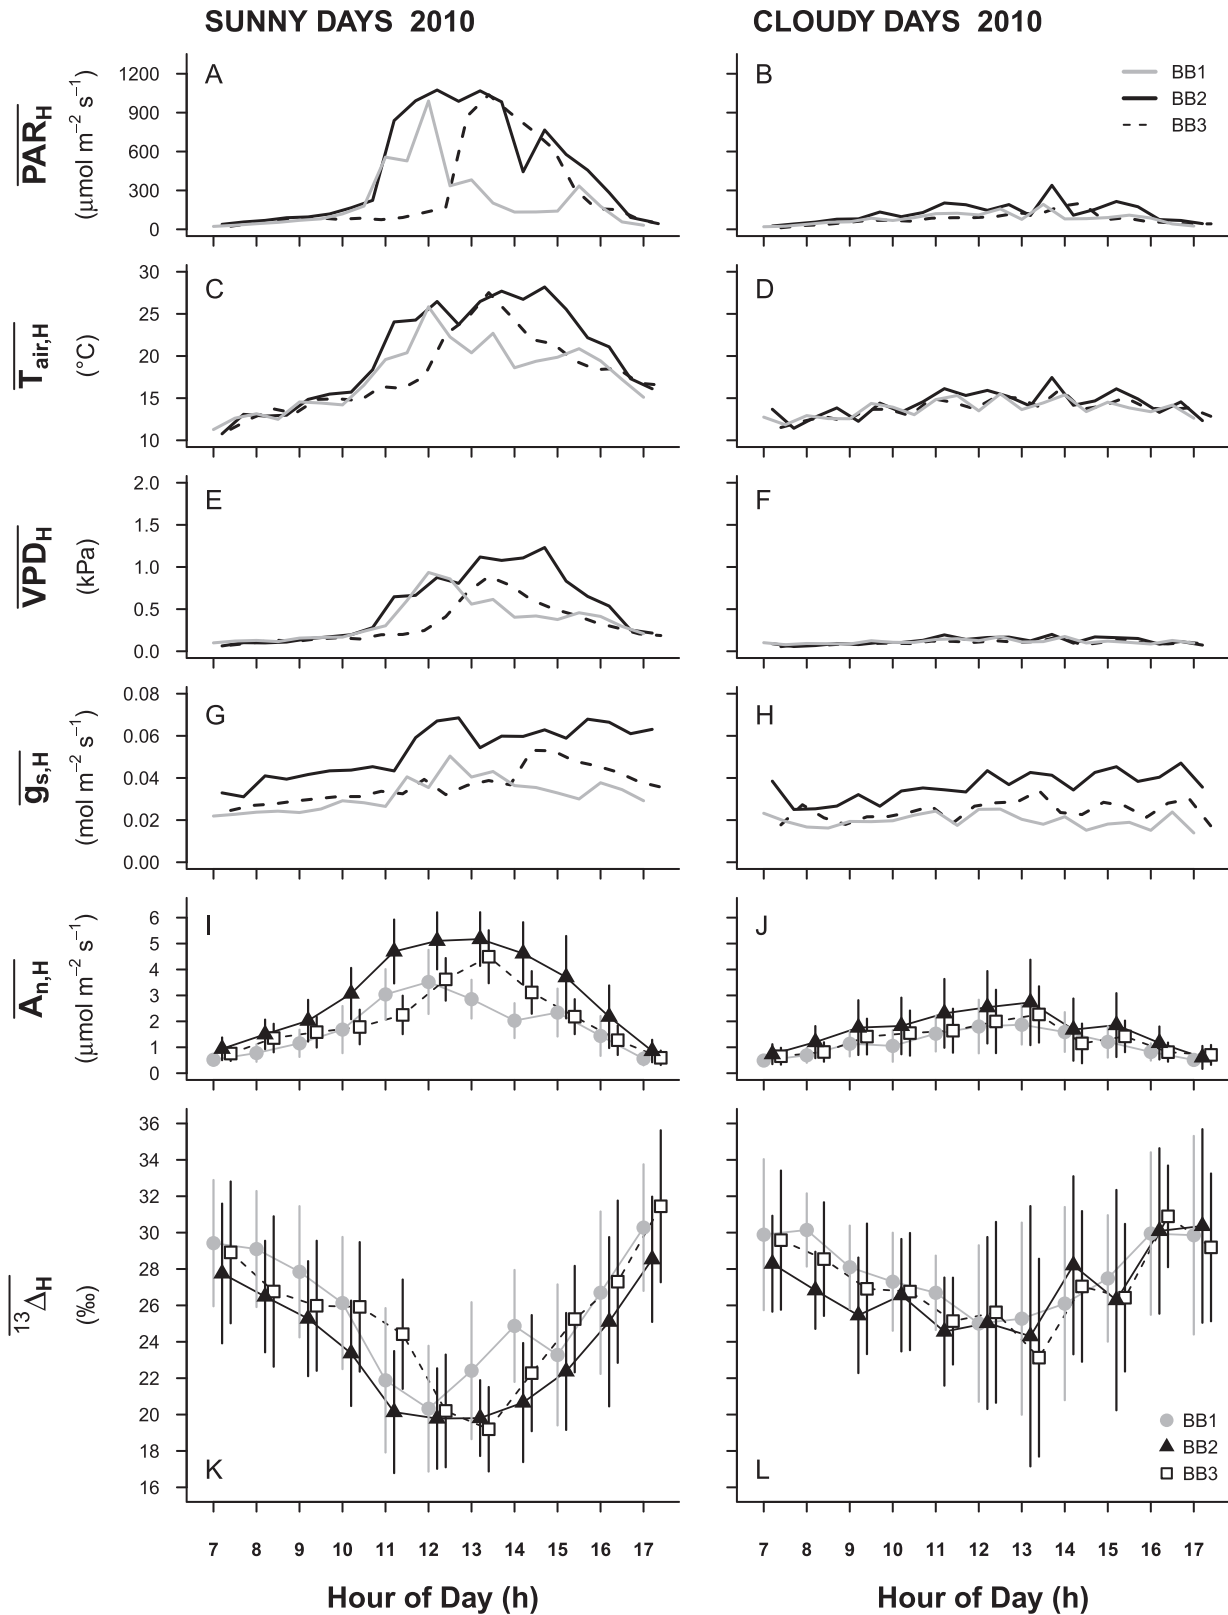 SUNNY DAYS 2010
CLOUDY DAYS 2010
PARH
(μmol m−2 s−1)
1200
900
600
300
0
A
B
BB1
BB2
BB3
Tair,H
(°C)
30
25
20
15
10
C
D
VPDH
(kPa)
2.0
1.5
1.0
0.5
0.0
E
F
gs,H
(mol m−2 s−1)
0.08
0.06
0.04
0.02
0.00
G
H
An,H
(μmol m−2 s−1)
6
5
4
3
2
1
0
I
J
13ΔH
(‰)
36
34
32
30
28
26
24
22
20
18
16
K
L
BB1
BB2
BB3
7 8 9 10 11 12 13 14 15 16 17
7 8 9 10 11 12 13 14 15 16 17
Hour of Day (h)
Hour of Day (h)